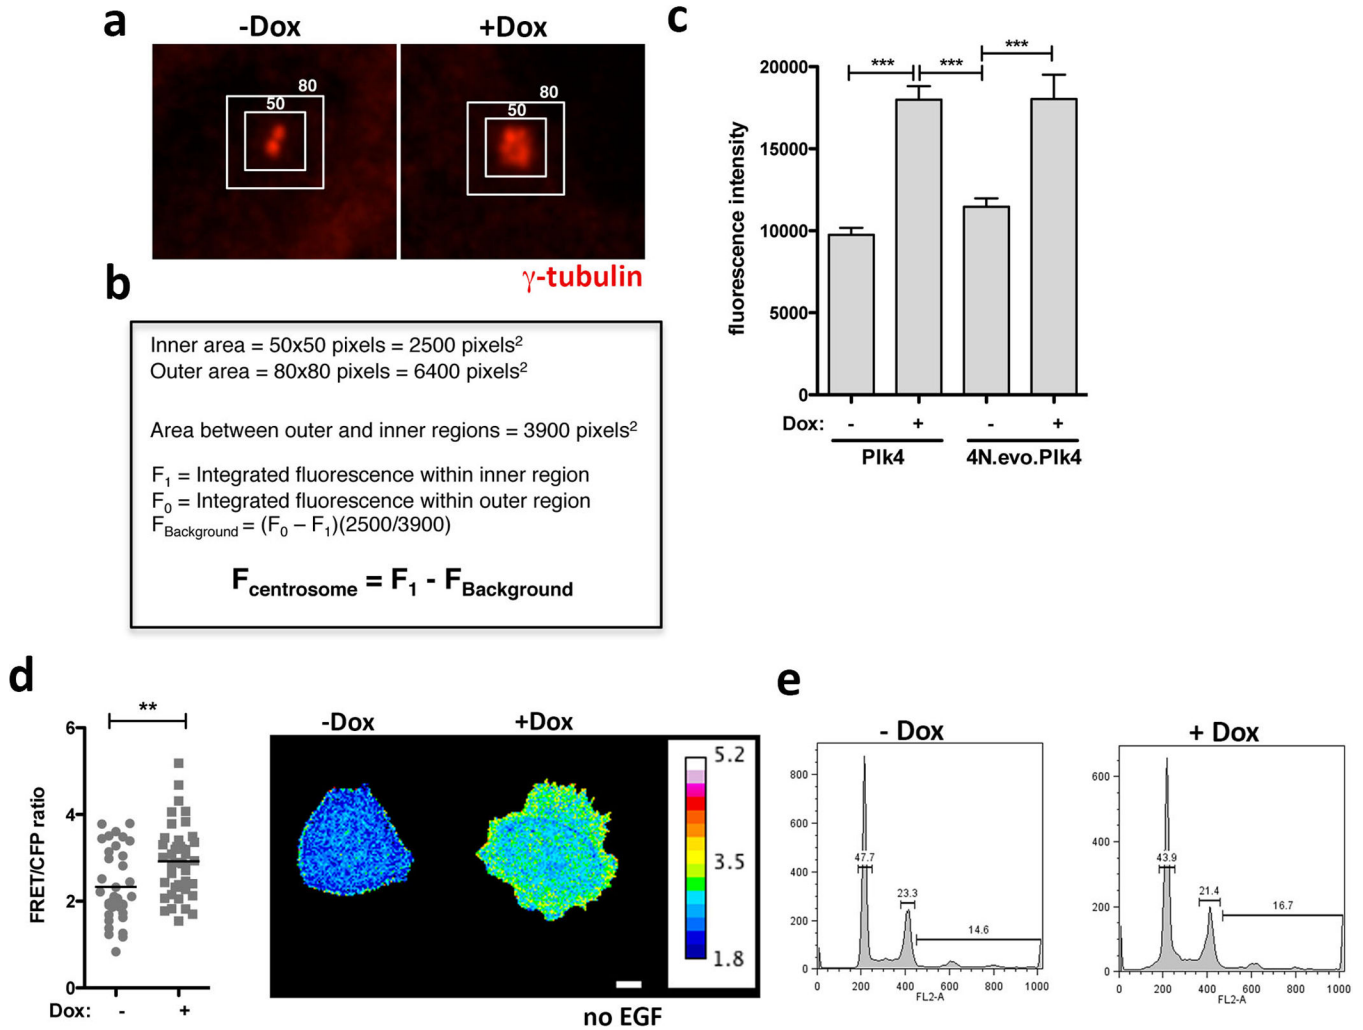 a
-Dox
+Dox
80
50
80
50
γ-tubulin
b
Inner area = 50x50 pixels = 2500 pixels²
Outer area = 80x80 pixels = 6400 pixels²
Area between outer and inner regions = 3900 pixels²
F₁ = Integrated fluorescence within inner region
F₀ = Integrated fluorescence within outer region
F_Background = (F₀ – F₁)(2500/3900)
F_centrosome = F₁ - F_Background
c
***
***
***
20000
15000
10000
5000
0
fluorescence intensity
Dox:
-
+
-
+
Plk4
4N.evo.Plk4
d
**
6
4
2
0
FRET/CFP ratio
Dox:
-
+
-Dox
+Dox
5.2
3.5
1.8
no EGF
e
- Dox
800
600
400
200
0
47.7
23.3
14.6
0 200 400 600 800 1000
FL2-A
+ Dox
600
400
200
0
43.9
21.4
16.7
0 200 400 600 800 1000
FL2-A